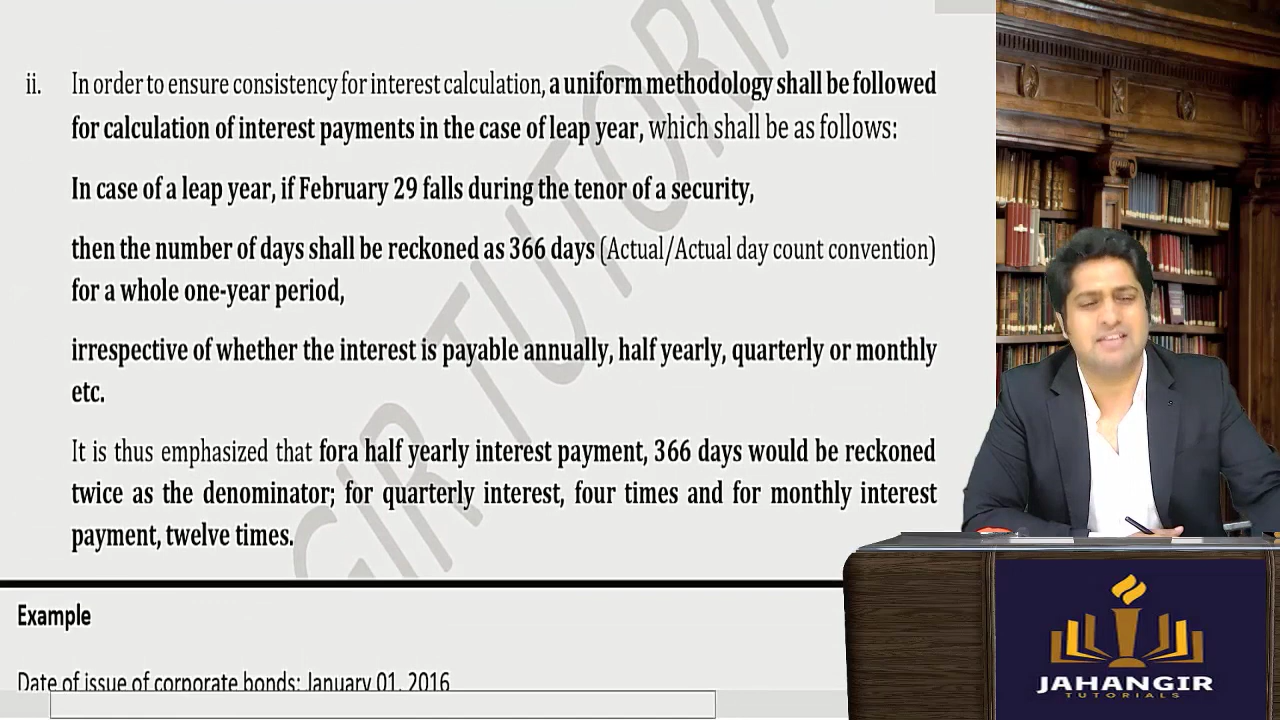 ii. In order to ensure consistency for interest calculation, a uniform methodology shall be followed
for calculation of interest payments in the case of leap year, which shall be as follows:
In case of a leap year, if February 29 falls during the tenor of a security,
then the number of days shall be reckoned as 366 days (Actual/Actual day count convention)
for a whole one-year period,
irrespective of whether the interest is payable annually, half yearly, quarterly or monthly
etc.
It is thus emphasized that fora half yearly interest payment, 366 days would be reckoned
twice as the denominator; for quarterly interest, four times and for monthly interest
payment, twelve times.
Example
Date of issue of corporate bonds: January 01, 2016
JAHANGIR
TUTORIALS